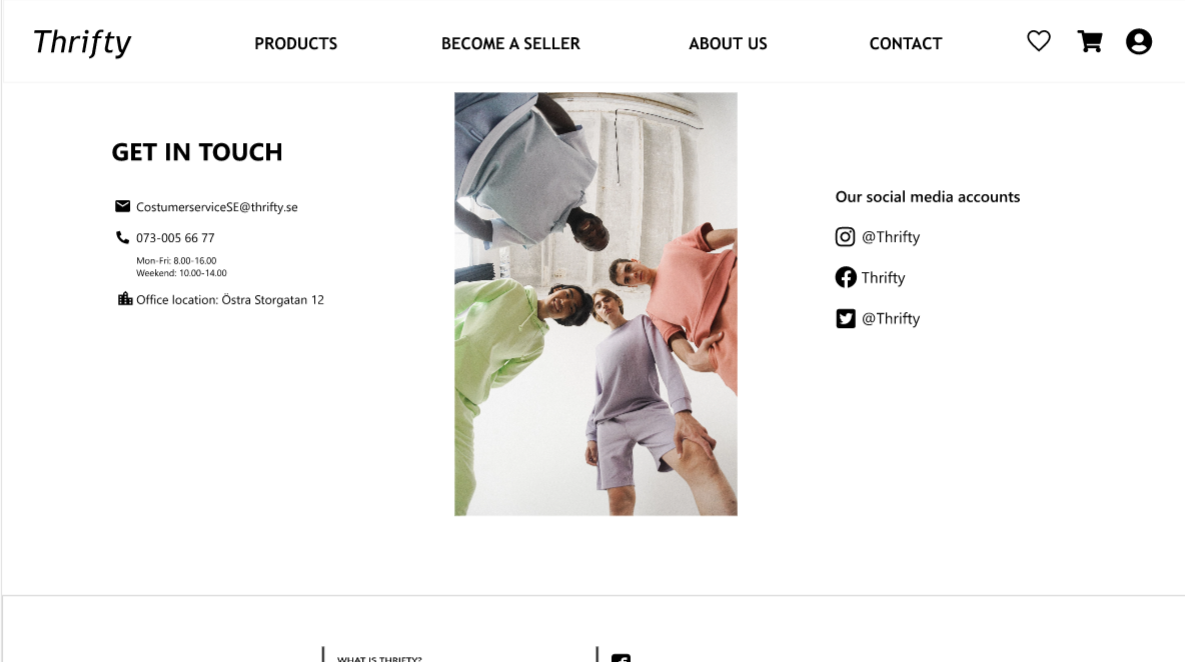 Thrifty
PRODUCTS
BECOME A SELLER
ABOUT US
CONTACT
GET IN TOUCH
CostumerserviceSE@thrifty.se
073-005 66 77
Mon-Fri: 8.00-16.00
Weekend: 10.00-14.00
Office location: Östra Storgatan 12
Our social media accounts
@Thrifty
Thrifty
@Thrifty
WHAT IS THRIFTY?